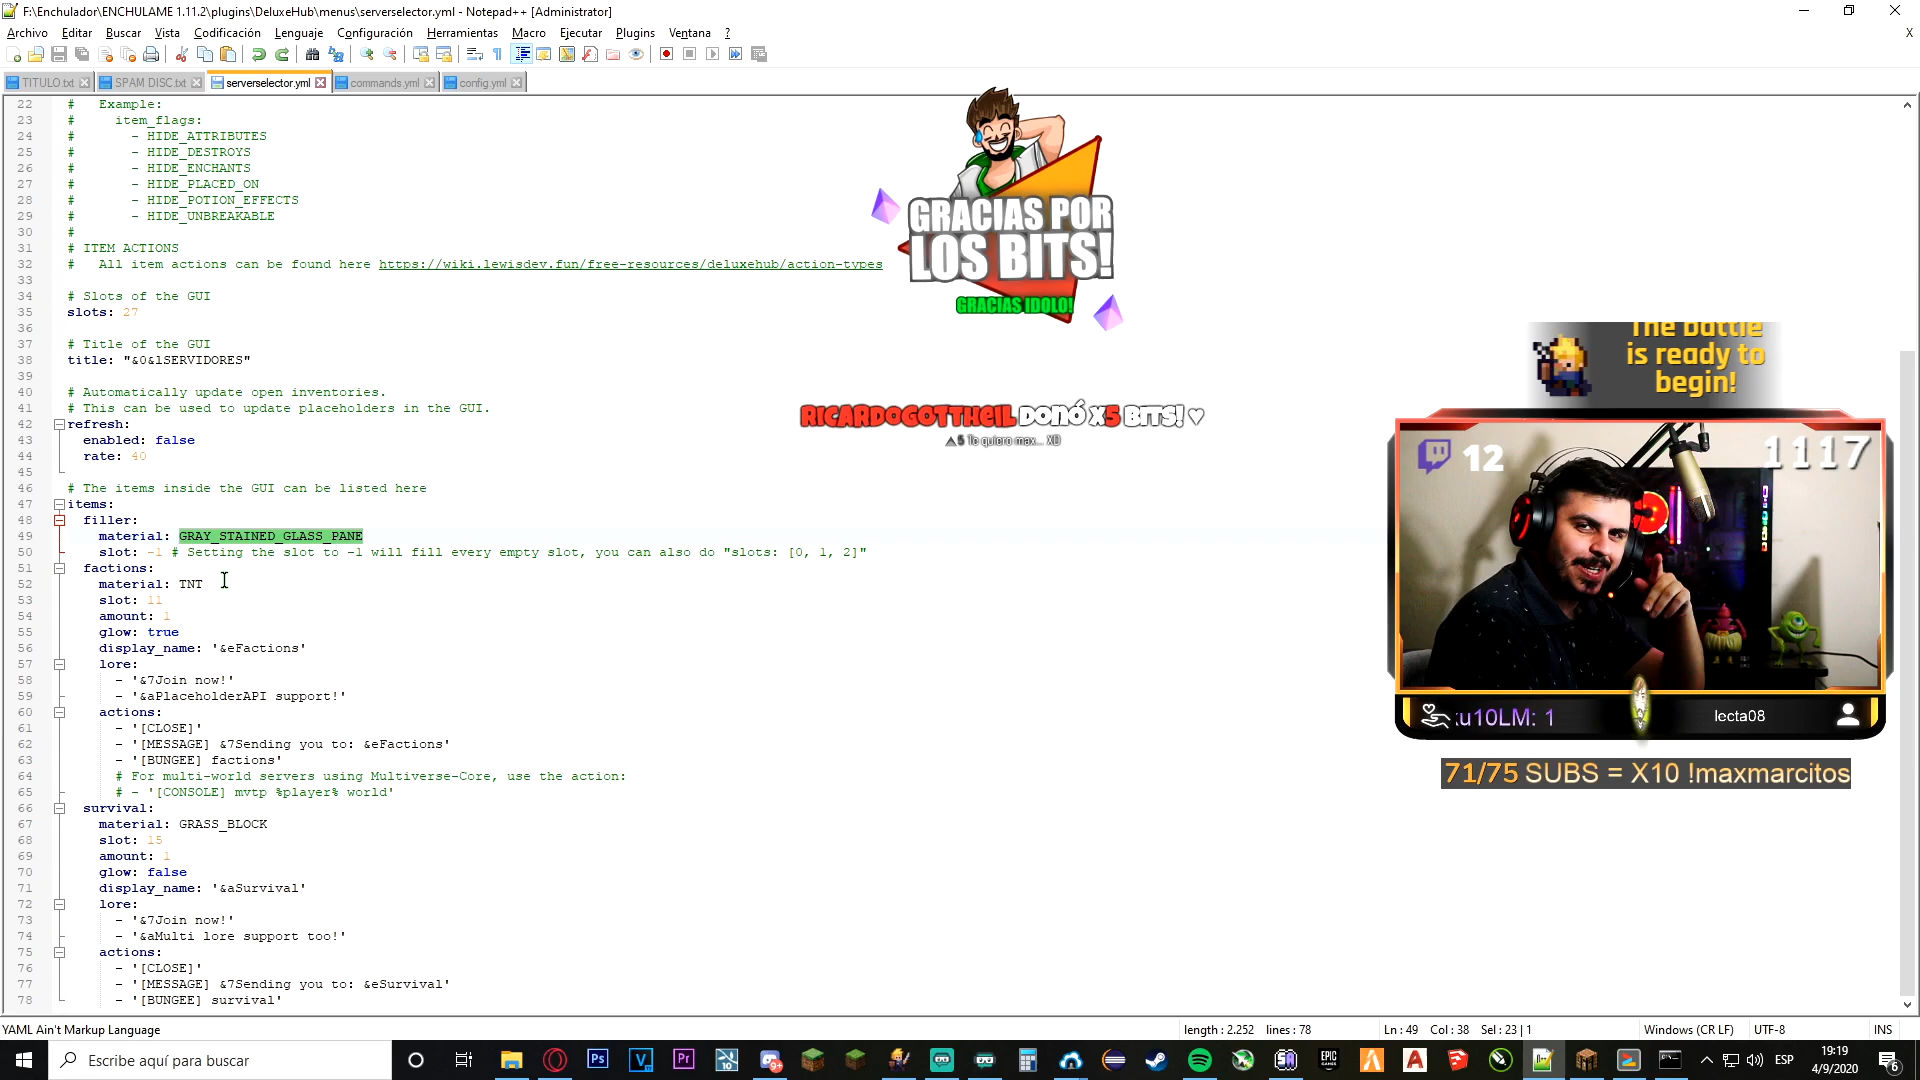 F:\Enchulador\ENCHULAME 1.11.2\plugins\DeluxeHub\menus\serverselector.yml - Notepad++ [Administrator]
Archivo Editar Buscar Vista Codificación Lenguaje Configuración Herramientas Macro Ejecutar Plugins Ventana ? X
TITULO.txt SPAM DISC.txt serverselector.yml commands.yml config.yml
22 # Example:
23 # item_flags:
24 # - HIDE_ATTRIBUTES
25 # - HIDE_DESTROYS
26 # - HIDE_ENCHANTS
27 # - HIDE_PLACED_ON
28 # - HIDE_POTION_EFFECTS
29 # - HIDE_UNBREAKABLE
30 #
31 # ITEM ACTIONS
32 # All item actions can be found here https://wiki.lewisdev.fun/free-resources/deluxehub/action-types
33
34 # Slots of the GUI
35 slots: 27
36
37 # Title of the GUI
38 title: "&0&lSERVIDORES"
39
40 # Automatically update open inventories.
41 # This can be used to update placeholders in the GUI.
42 refresh:
43 enabled: false
44 rate: 40
45
46 # The items inside the GUI can be listed here
47 items:
48 filler:
49 material: GRAY_STAINED_GLASS_PANE
50 slot: -1 # Setting the slot to -1 will fill every empty slot, you can also do "slots: [0, 1, 2]"
51 factions:
52 material: TNT
53 slot: 11
54 amount: 1
55 glow: true
56 display_name: '&eFactions'
57 lore:
58 - '&7Join now!'
59 - '&aPlaceholderAPI support!'
60 actions:
61 - '[CLOSE]'
62 - '[MESSAGE] &7Sending you to: &eFactions'
63 - '[BUNGEE] factions'
64 # For multi-world servers using Multiverse-Core, use the action:
65 # - '[CONSOLE] mvtp %player% world'
66 survival:
67 material: GRASS_BLOCK
68 slot: 15
69 amount: 1
70 glow: false
71 display_name: '&aSurvival'
72 lore:
73 - '&7Join now!'
74 - '&aMulti lore support too!'
75 actions:
76 - '[CLOSE]'
77 - '[MESSAGE] &7Sending you to: &eSurvival'
78 - '[BUNGEE] survival'
GRACIAS POR
LOS BITS!
GRACIAS IDOLO!
RICARDOGOTTHEIL DONÓ X5 BITS! ♥
5 Te quiero max... XD
The battle
is ready to
begin!
12 1117
u10LM: 1 lecta08
71/75 SUBS = X10 !maxmarcitos
YAML Ain't Markup Language length : 2.252 lines : 78 Ln : 49 Col : 38 Sel : 23 | 1 Windows (CR LF) UTF-8 INS
Escribe aquí para buscar
ESP 19:19
4/9/2020 6